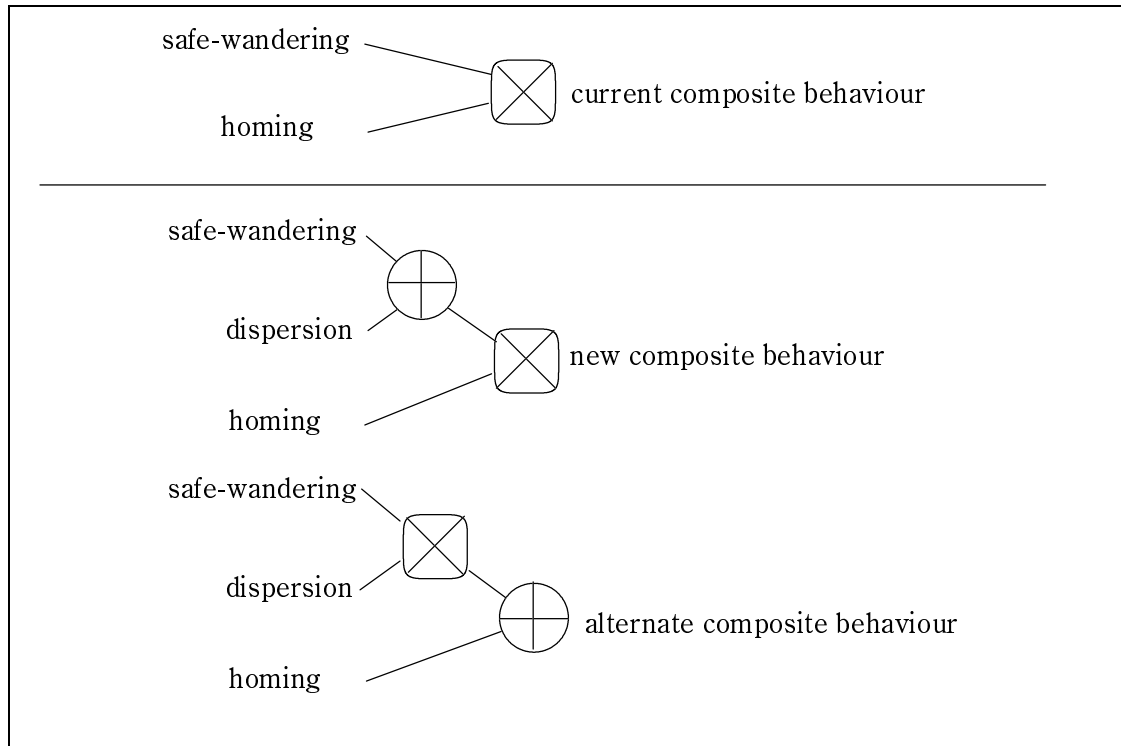 safe-wandering
current composite behaviour
homing
safe-wandering
dispersion
new composite behaviour
homing
safe-wandering
dispersion
alternate composite behaviour
homing